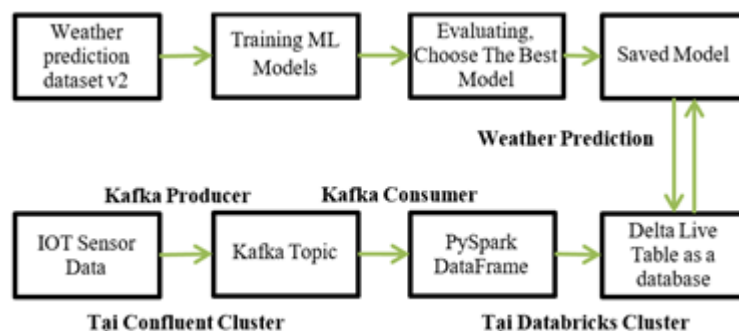 Weather
prediction
dataset v2
Training ML
Models
Evaluating,
Choose The Best
Model
Saved Model
Weather Prediction
Kafka Producer
Kafka Consumer
IOT Sensor
Data
Kafka Topic
PySpark
DataFrame
Delta Live
Table as a
database
Tai Confluent Cluster
Tai Databricks Cluster